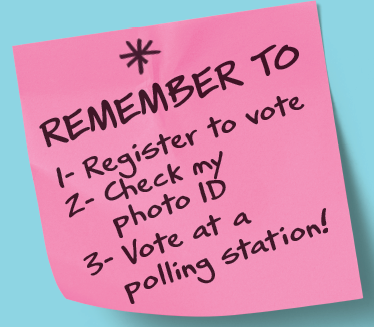 *
REMEMBER TO
1- Register to vote
2- Check my
photo ID
3- Vote at a
polling station!